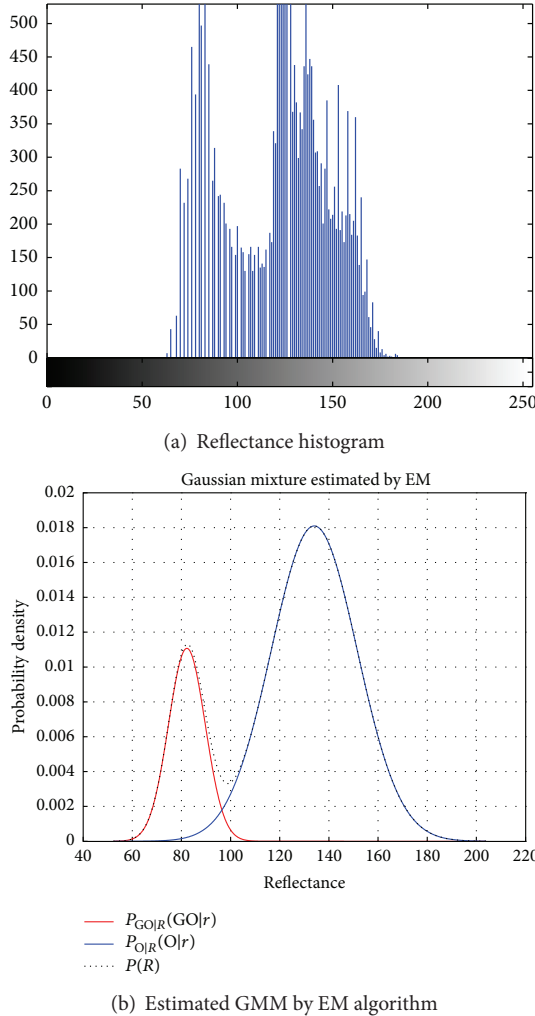 500
450
400
350
300
250
200
150
100
50
0
0 50 100 150 200 250
(a) Reflectance histogram
Gaussian mixture estimated by EM
Probability density
0.02
0.018
0.016
0.014
0.012
0.01
0.008
0.006
0.004
0.002
0
40 60 80 100 120 140 160 180 200 220
Reflectance
P_GO|R(GO|r)
P_O|R(O|r)
P(R)
(b) Estimated GMM by EM algorithm